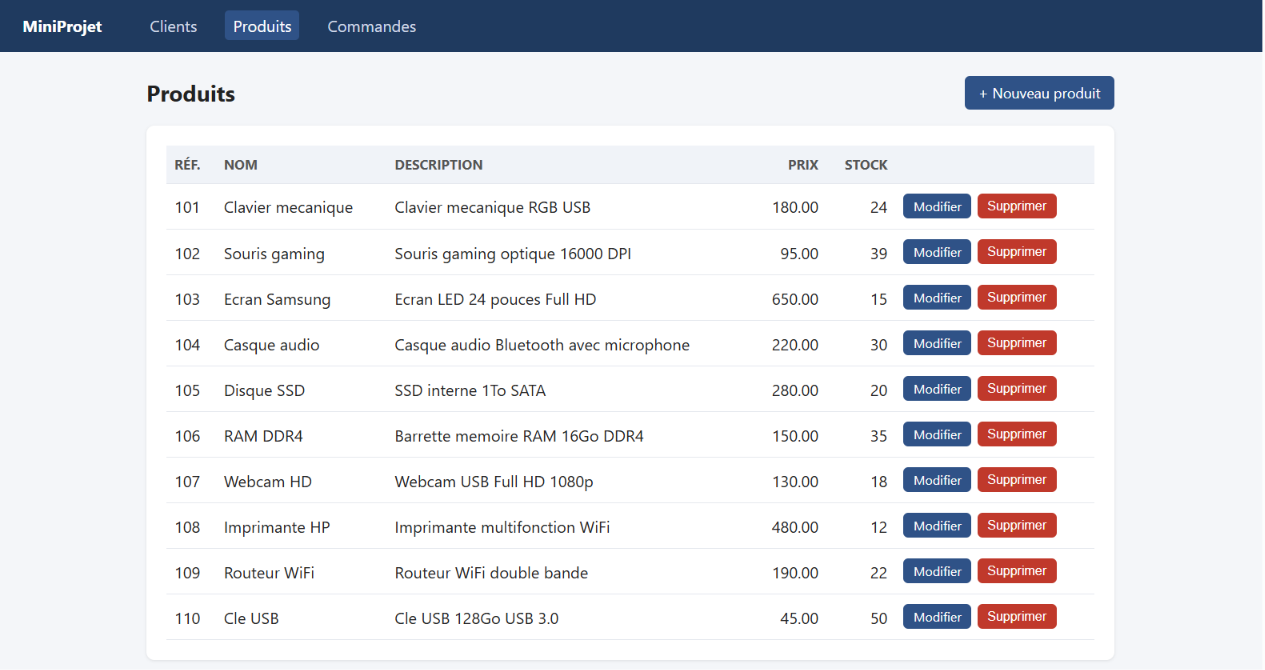 MiniProjet Clients Produits Commandes
Produits + Nouveau produit
RÉF. NOM DESCRIPTION PRIX STOCK
101 Clavier mecanique Clavier mecanique RGB USB 180.00 24 Modifier Supprimer
102 Souris gaming Souris gaming optique 16000 DPI 95.00 39 Modifier Supprimer
103 Ecran Samsung Ecran LED 24 pouces Full HD 650.00 15 Modifier Supprimer
104 Casque audio Casque audio Bluetooth avec microphone 220.00 30 Modifier Supprimer
105 Disque SSD SSD interne 1To SATA 280.00 20 Modifier Supprimer
106 RAM DDR4 Barrette memoire RAM 16Go DDR4 150.00 35 Modifier Supprimer
107 Webcam HD Webcam USB Full HD 1080p 130.00 18 Modifier Supprimer
108 Imprimante HP Imprimante multifonction WiFi 480.00 12 Modifier Supprimer
109 Routeur WiFi Routeur WiFi double bande 190.00 22 Modifier Supprimer
110 Cle USB Cle USB 128Go USB 3.0 45.00 50 Modifier Supprimer